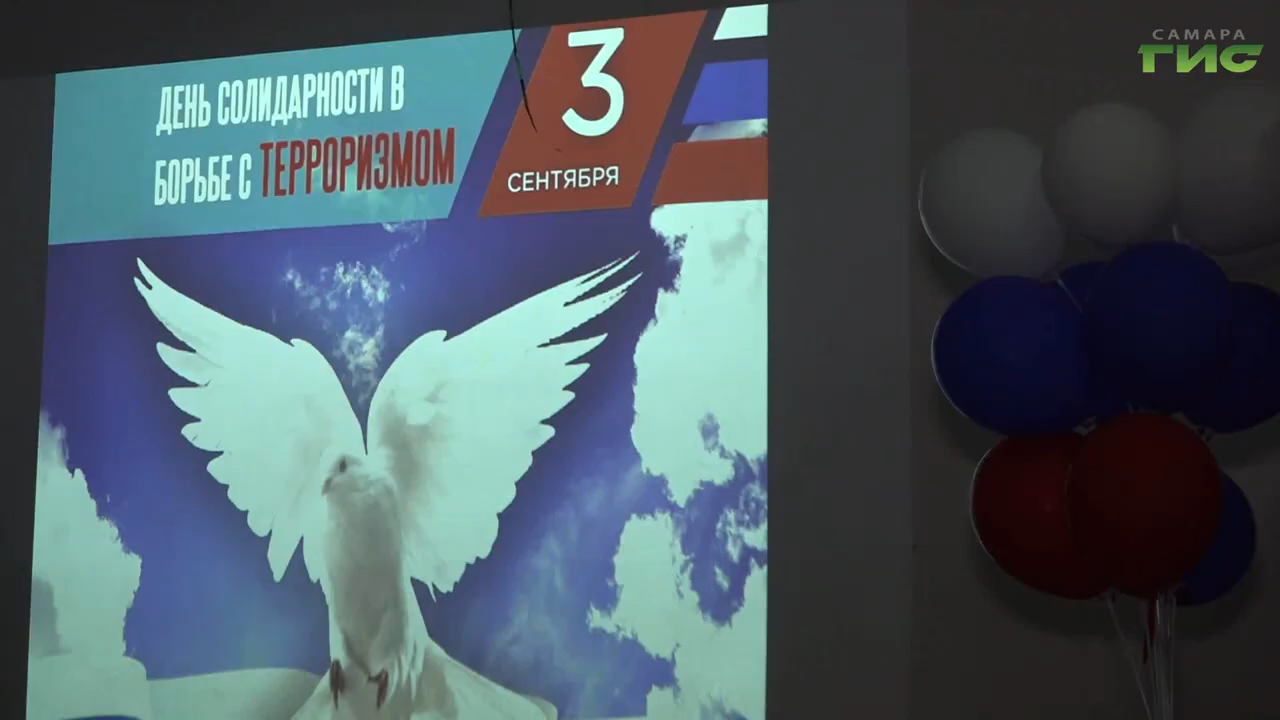 ДЕНЬ СОЛИДАРНОСТИ В
БОРЬБЕ С ТЕРРОРИЗМОМ
3
СЕНТЯБРЯ
САМАРА
ГИС